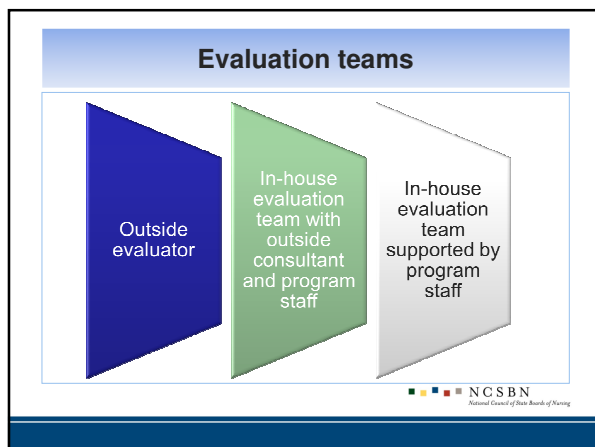 Evaluation teams
Outside
evaluator
In-house
evaluation
team with
outside
consultant
and program
staff
In-house
evaluation
team
supported by
program
staff
NCSBN
National Council of State Boards of Nursing